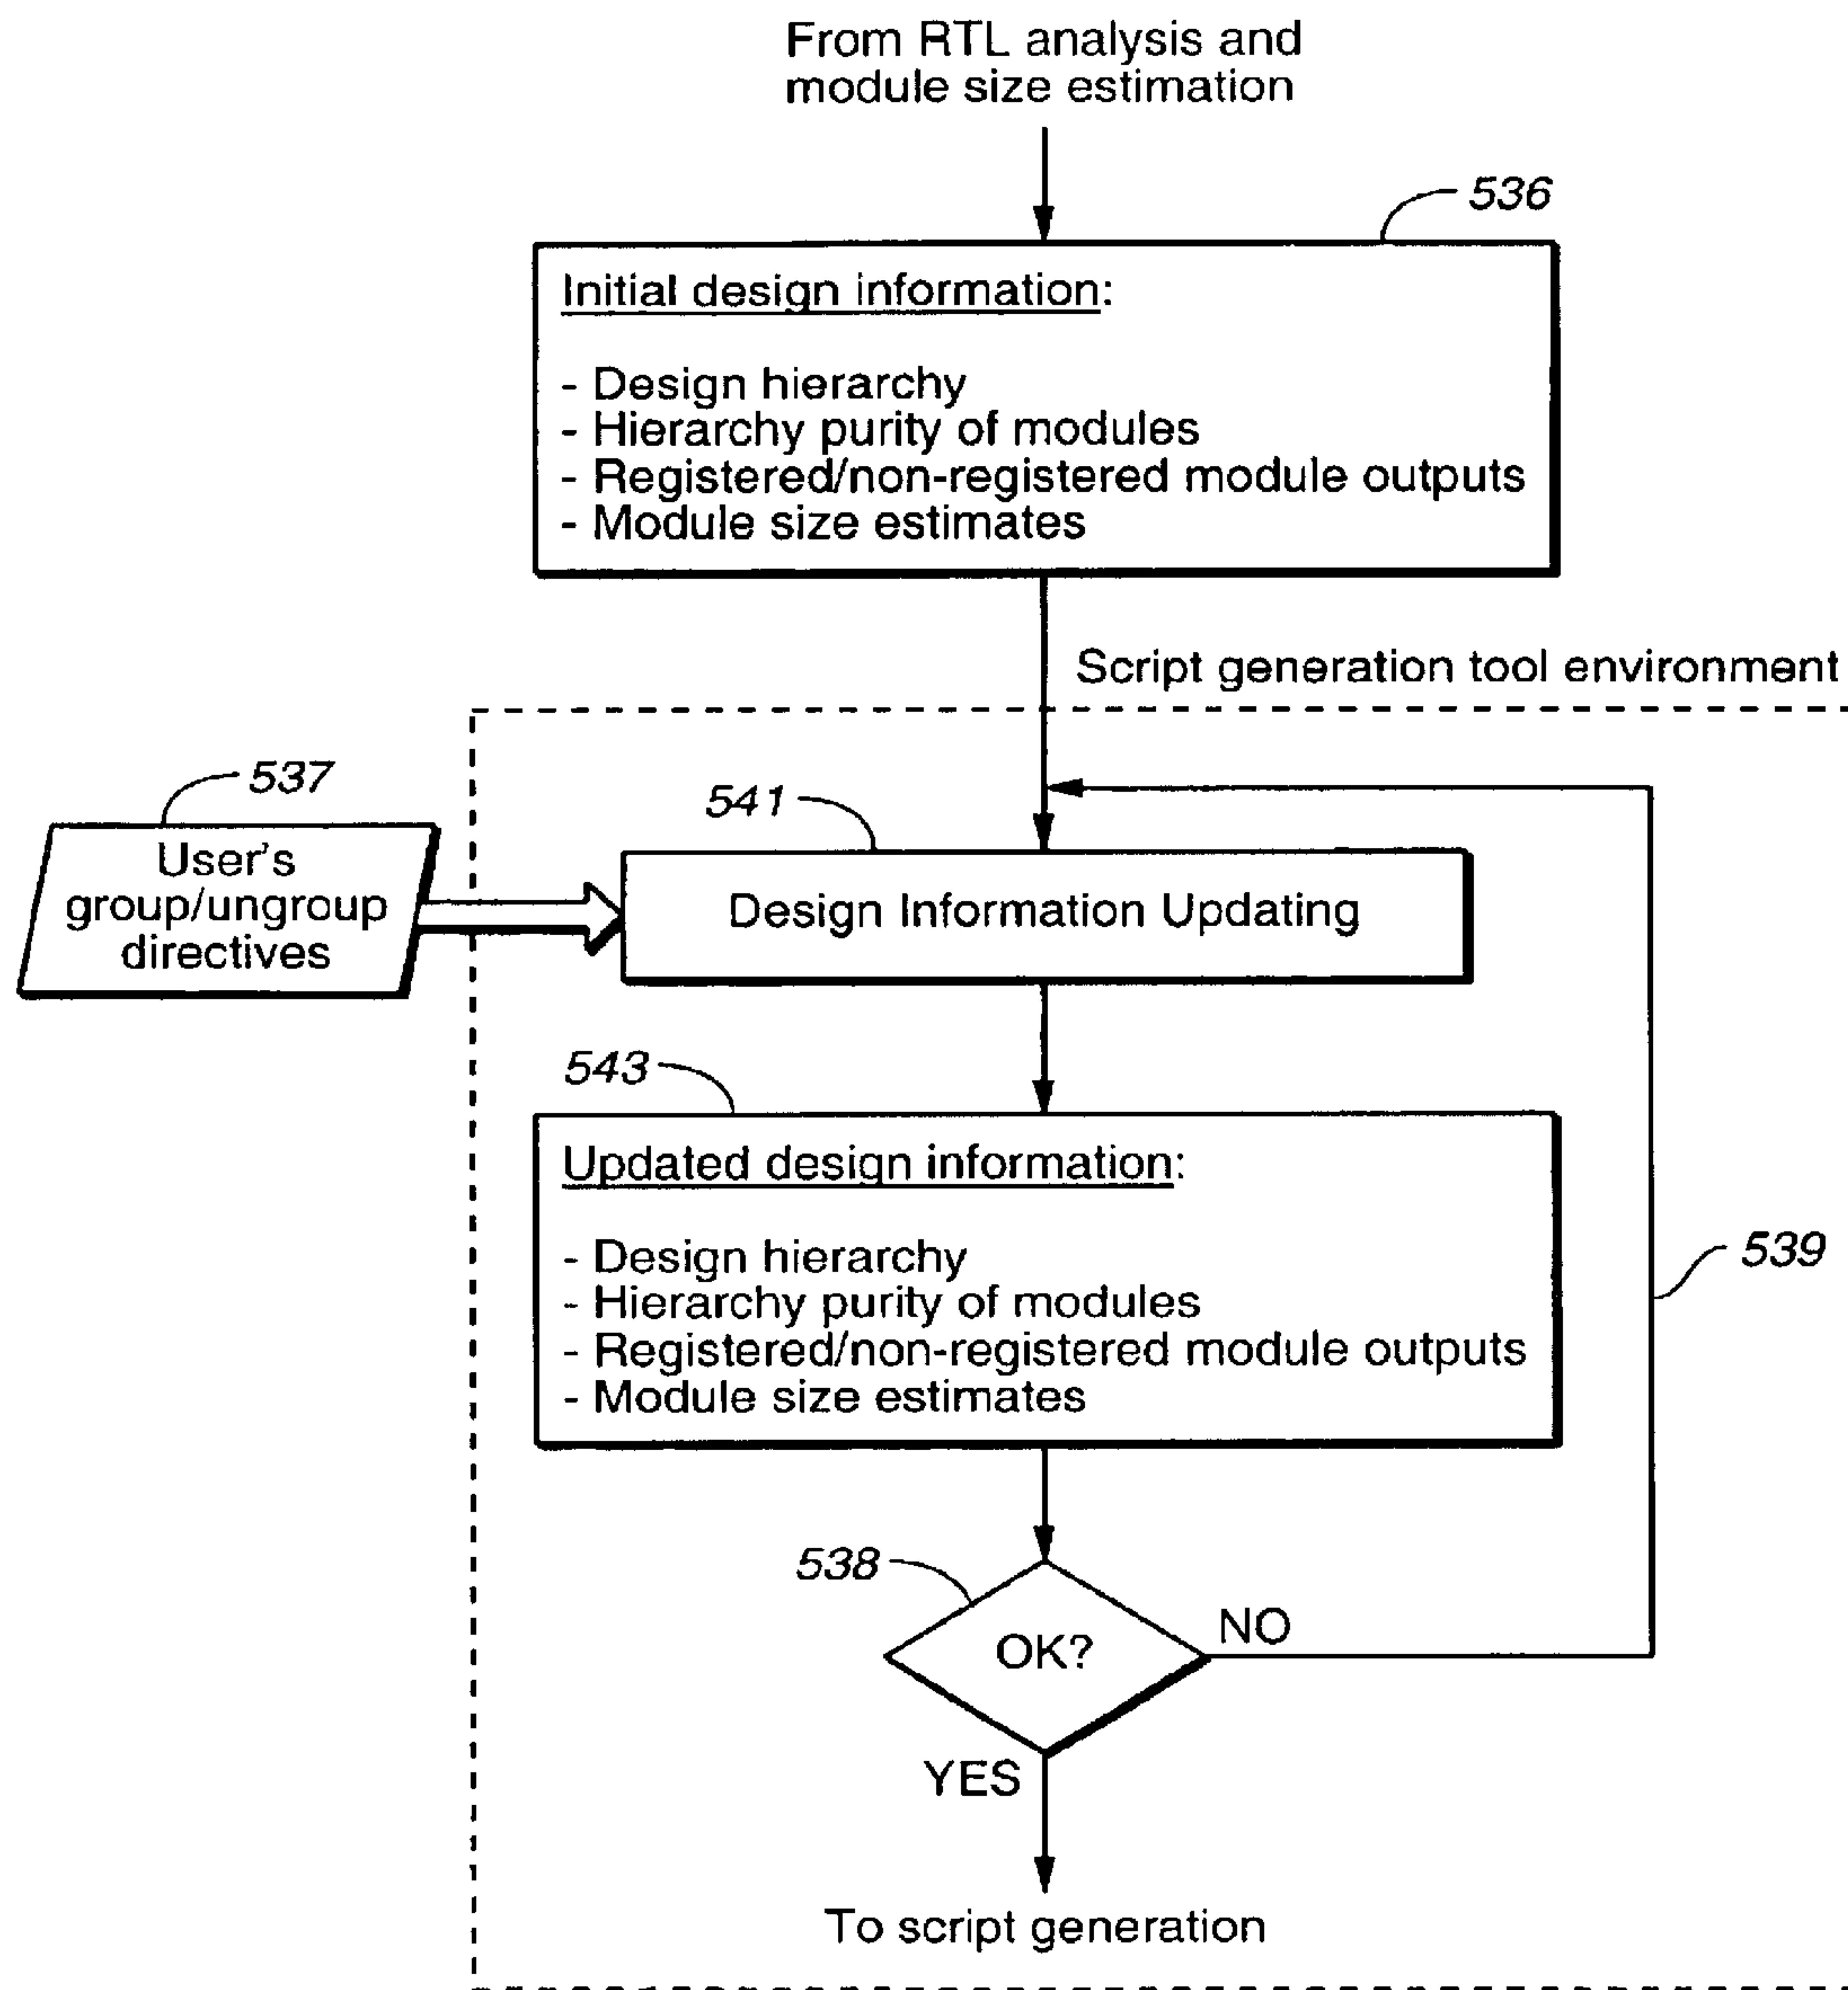 From RTL analysis and
module size estimation
536
Initial design information:
- Design hierarchy
- Hierarchy purity of modules
- Registered/non-registered module outputs
- Module size estimates
Script generation tool environment
537
541
User's
group/ungroup
directives
Design Information Updating
543
Updated design information:
- Design hierarchy
- Hierarchy purity of modules
- Registered/non-registered module outputs
- Module size estimates
539
538
OK?
NO
YES
To script generation